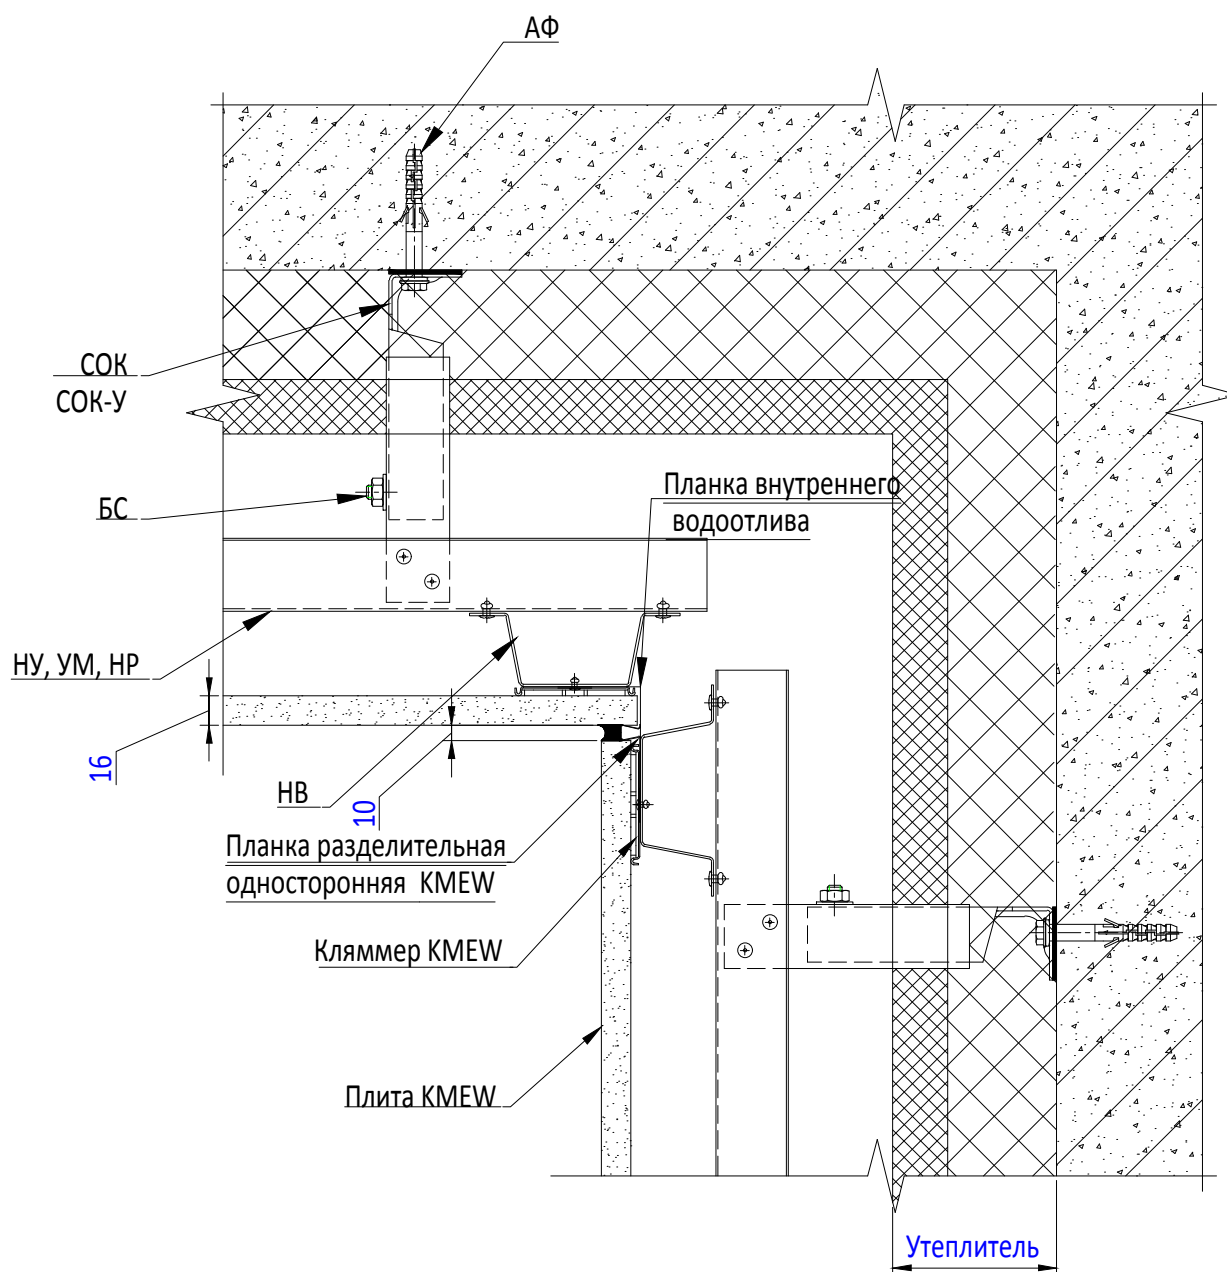 АФ
СОК
СОК-У
БС
Планка внутреннего
водоотлива
НУ, УМ, НР
16
НВ
10
Планка разделительная
односторонняя KMEW
Кляммер KMEW
Плита KMEW
Утеплитель